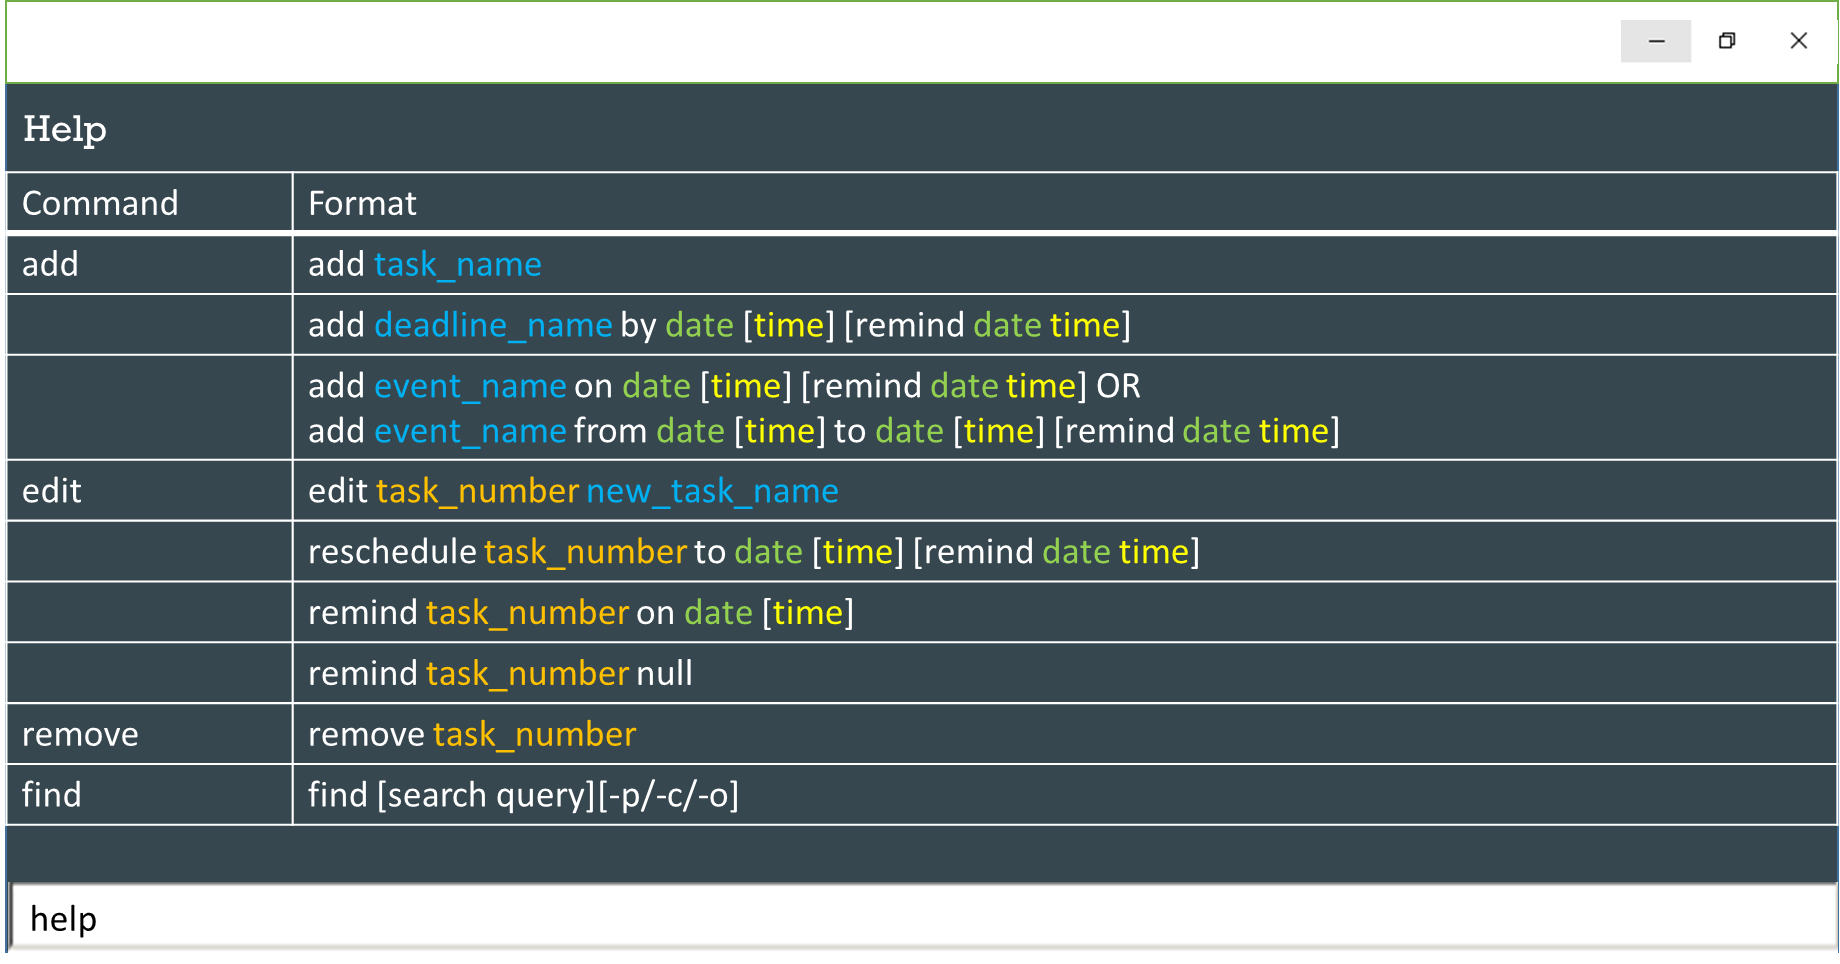 Help
Command Format
add add task_name
add deadline_name by date [time] [remind date time]
add event_name on date [time] [remind date time] OR
add event_name from date [time] to date [time] [remind date time]
edit edit task_number new_task_name
reschedule task_number to date [time] [remind date time]
remind task_number on date [time]
remind task_number null
remove remove task_number
find find [search query][-p/-c/-o]
help